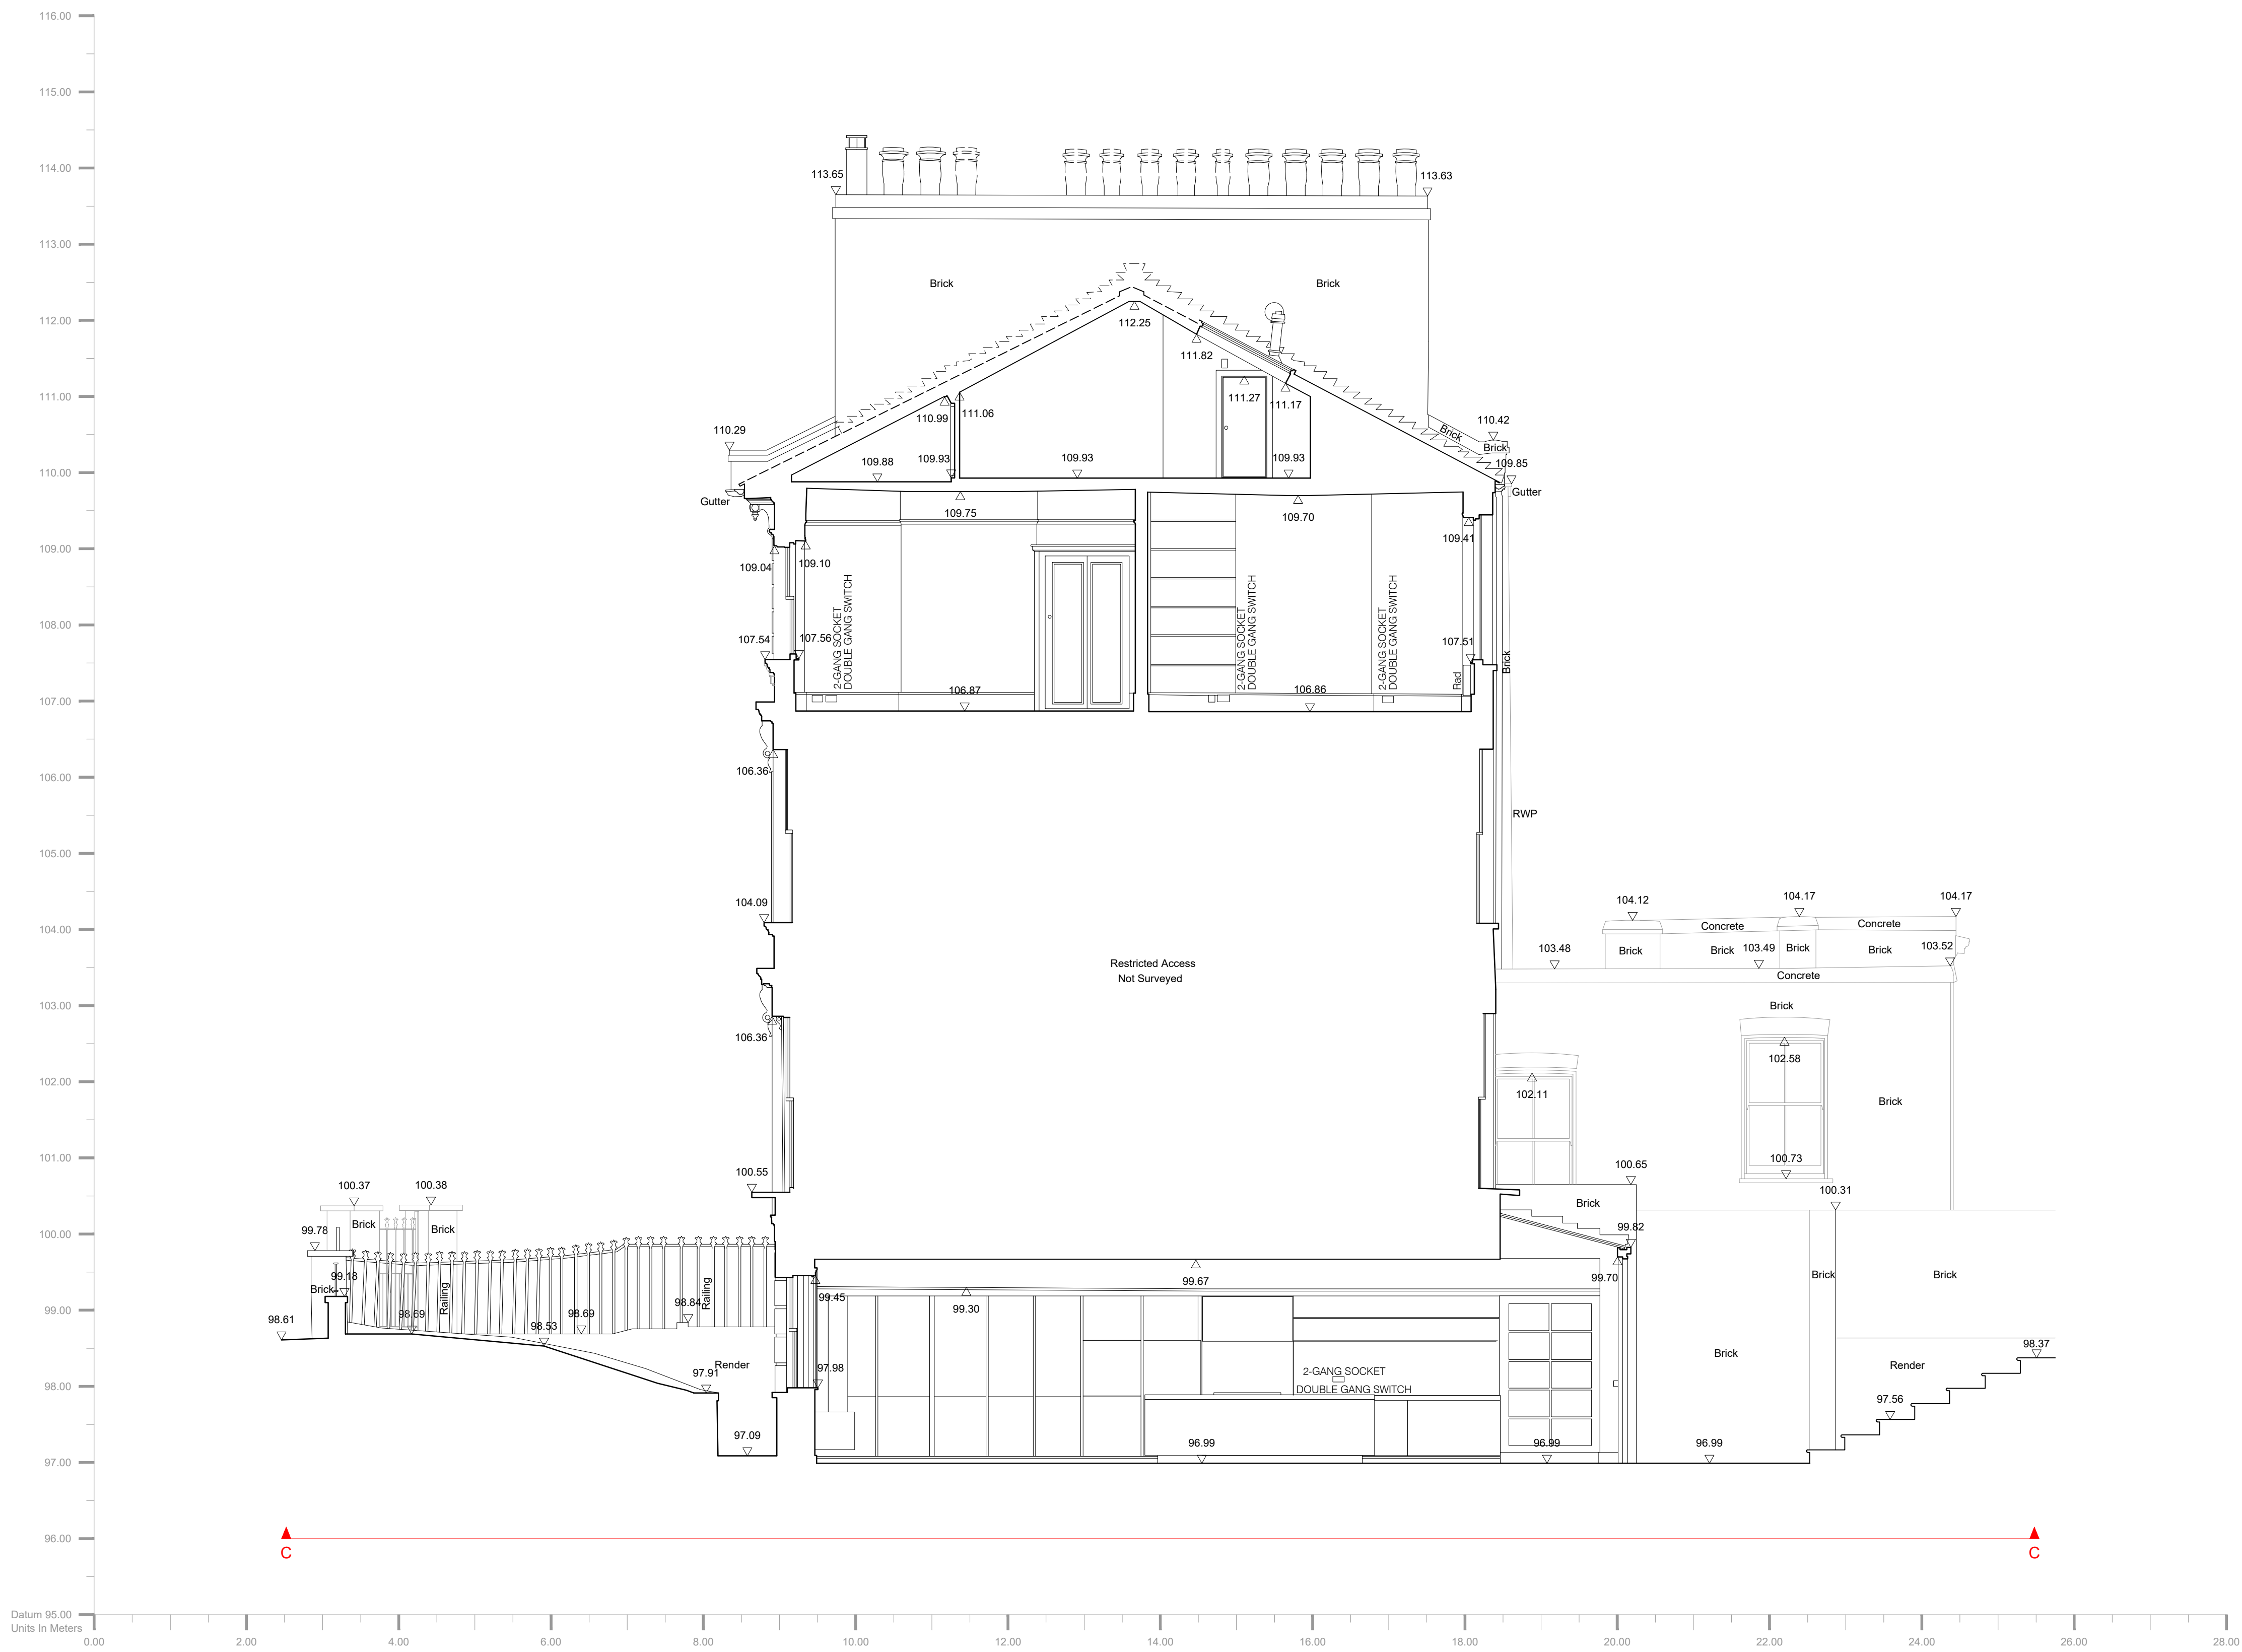 116.00
115.00
114.00
113.65
113.63
113.00
Brick
Brick
112.00
112.25
111.82
111.00
111.27
111.17
110.99
111.06
110.29
110.42
Brick
Brick
110.00
109.88
109.93
109.93
109.93
109.85
Gutter
Gutter
109.75
109.70
109.00
109.41
109.04
109.10
2-GANG SOCKET
DOUBLE GANG SWITCH
2-GANG SOCKET
DOUBLE GANG SWITCH
2-GANG SOCKET
DOUBLE GANG SWITCH
108.00
107.54
107.56
107.51
Brick
Rad
107.00
106.87
106.86
106.36
106.00
RWP
105.00
104.09
104.12
104.17
104.17
104.00
Concrete
Concrete
Brick
Brick
Brick
Brick
103.48
103.49
103.52
Restricted Access
Not Surveyed
Concrete
103.00
Brick
106.36
102.58
102.00
102.11
Brick
101.00
100.55
100.65
100.73
100.37
100.38
100.31
Brick
Brick
Brick
99.78
99.82
100.00
99.18
Brick
Railing
Railing
99.67
99.70
Brick
Brick
99.45
99.30
99.00
98.61
98.69
98.53
98.69
98.84
98.37
Brick
Render
Render
97.91
97.98
2-GANG SOCKET
DOUBLE GANG SWITCH
98.00
97.56
97.09
96.99
96.99
96.99
97.00
96.00
C
C
Datum 95.00
Units In Meters
0.00
2.00
4.00
6.00
8.00
10.00
12.00
14.00
16.00
18.00
20.00
22.00
24.00
26.00
28.00